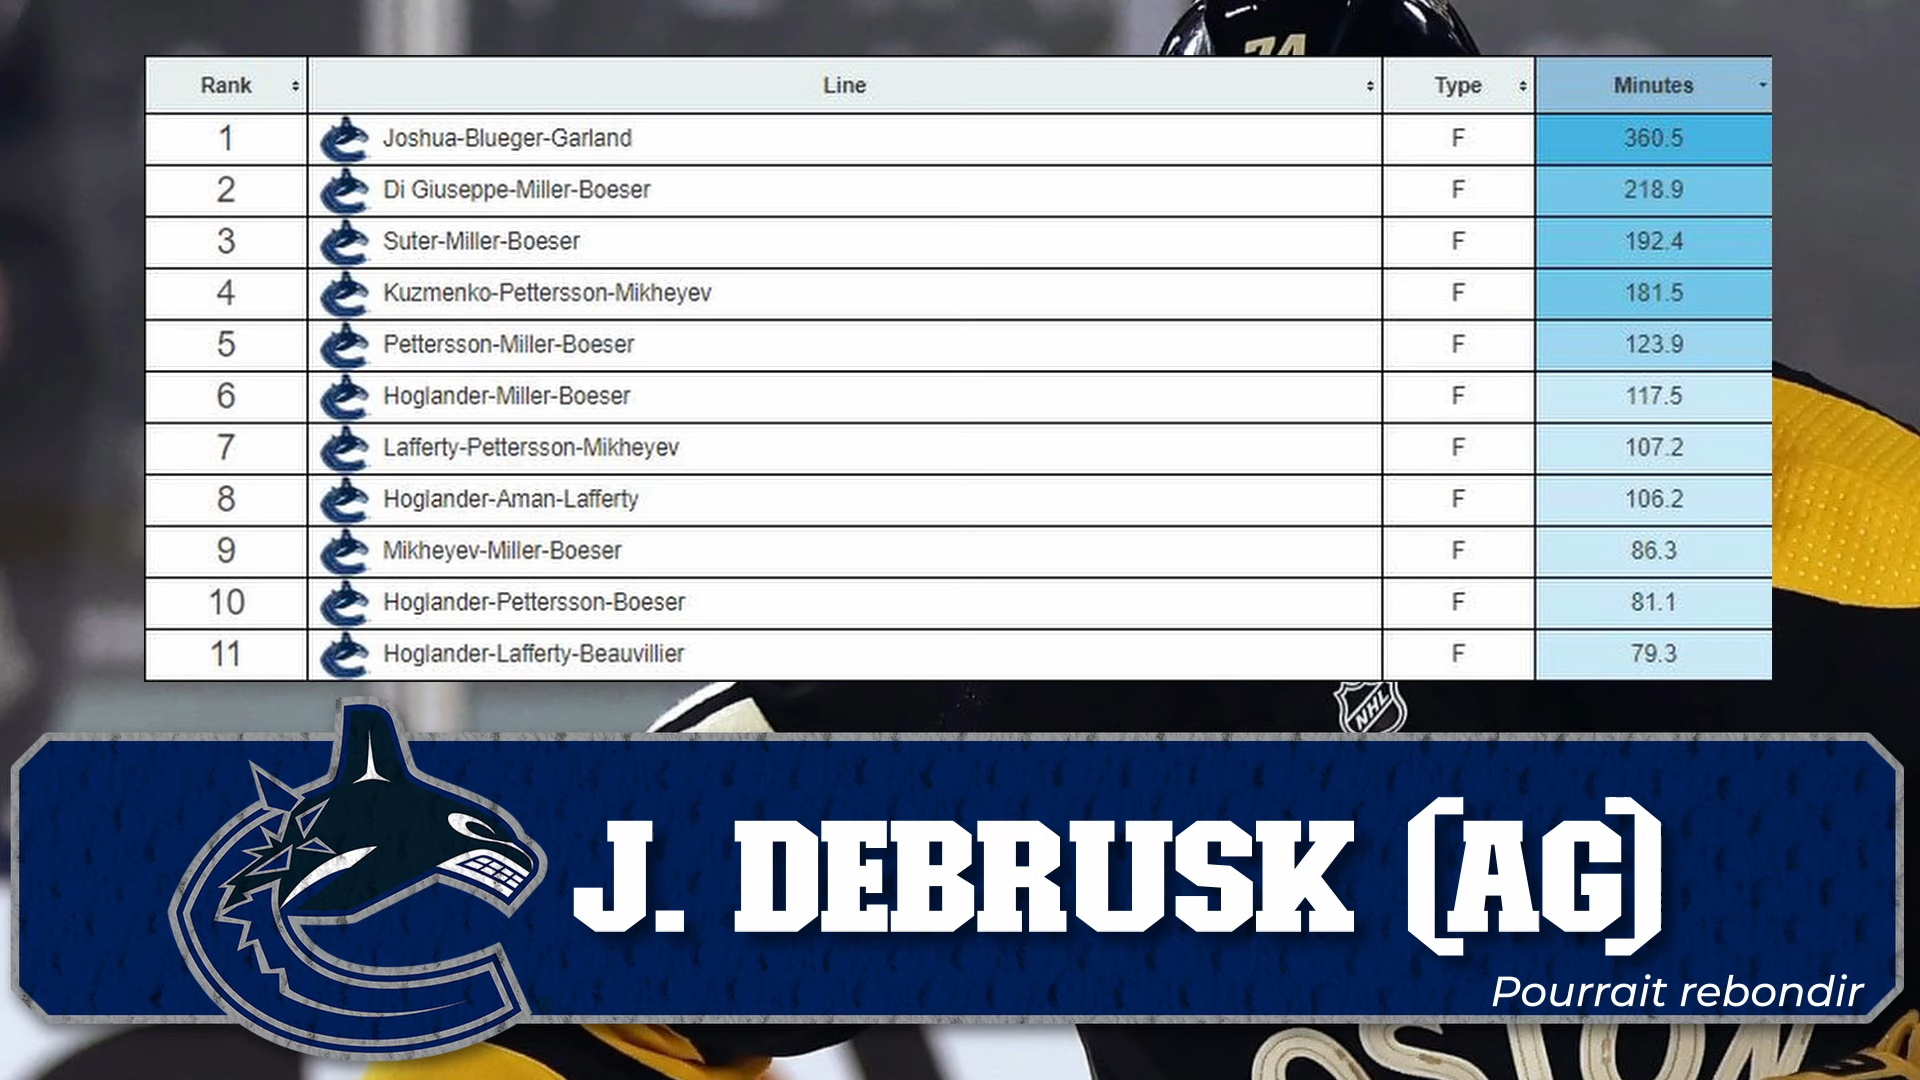 74
Rank Line Type Minutes
1 Joshua-Blueger-Garland F 360.5
2 Di Giuseppe-Miller-Boeser F 218.9
3 Suter-Miller-Boeser F 192.4
4 Kuzmenko-Pettersson-Mikheyev F 181.5
5 Pettersson-Miller-Boeser F 123.9
6 Hoglander-Miller-Boeser F 117.5
7 Lafferty-Pettersson-Mikheyev F 107.2
8 Hoglander-Aman-Lafferty F 106.2
9 Mikheyev-Miller-Boeser F 86.3
10 Hoglander-Pettersson-Boeser F 81.1
11 Hoglander-Lafferty-Beauvillier F 79.3
NHL
J. DEBRUSK (AG)
Pourrait rebondir
OSTON